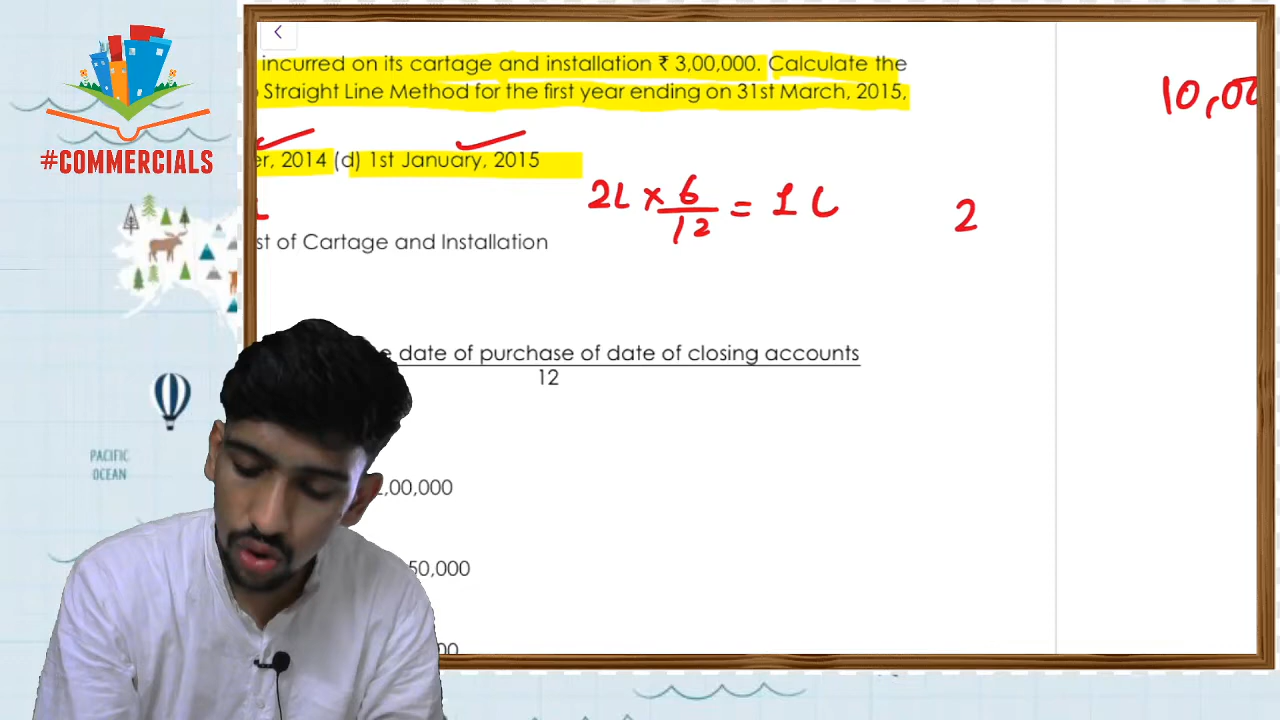 incurred on its cartage and installation ₹ 3,00,000. Calculate the
Straight Line Method for the first year ending on 31st March, 2015,
10,00
er, 2014 (d) 1st January, 2015
#COMMERCIALS
2L × 6/12 = 1L
2
st of Cartage and Installation
e date of purchase of date of closing accounts
12
PACIFIC
OCEAN
2,00,000
50,000
00